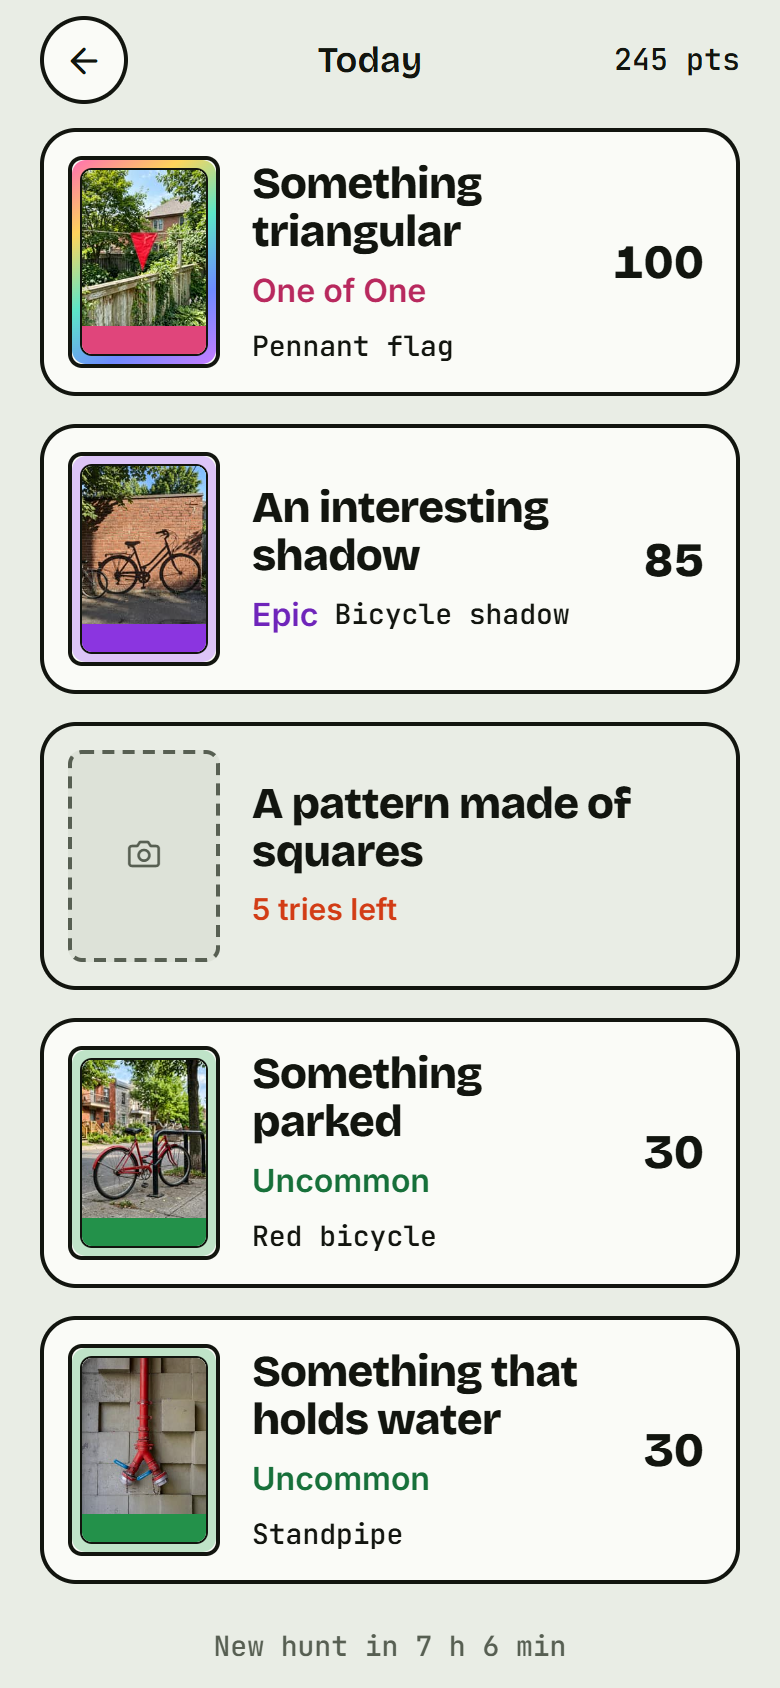 Today
245 pts
Something
triangular
One of One
Pennant flag
100
An interesting
shadow
Epic Bicycle shadow
85
A pattern made of
squares
5 tries left
Something
parked
Uncommon
Red bicycle
30
Something that
holds water
Uncommon
Standpipe
30
New hunt in 7 h 6 min